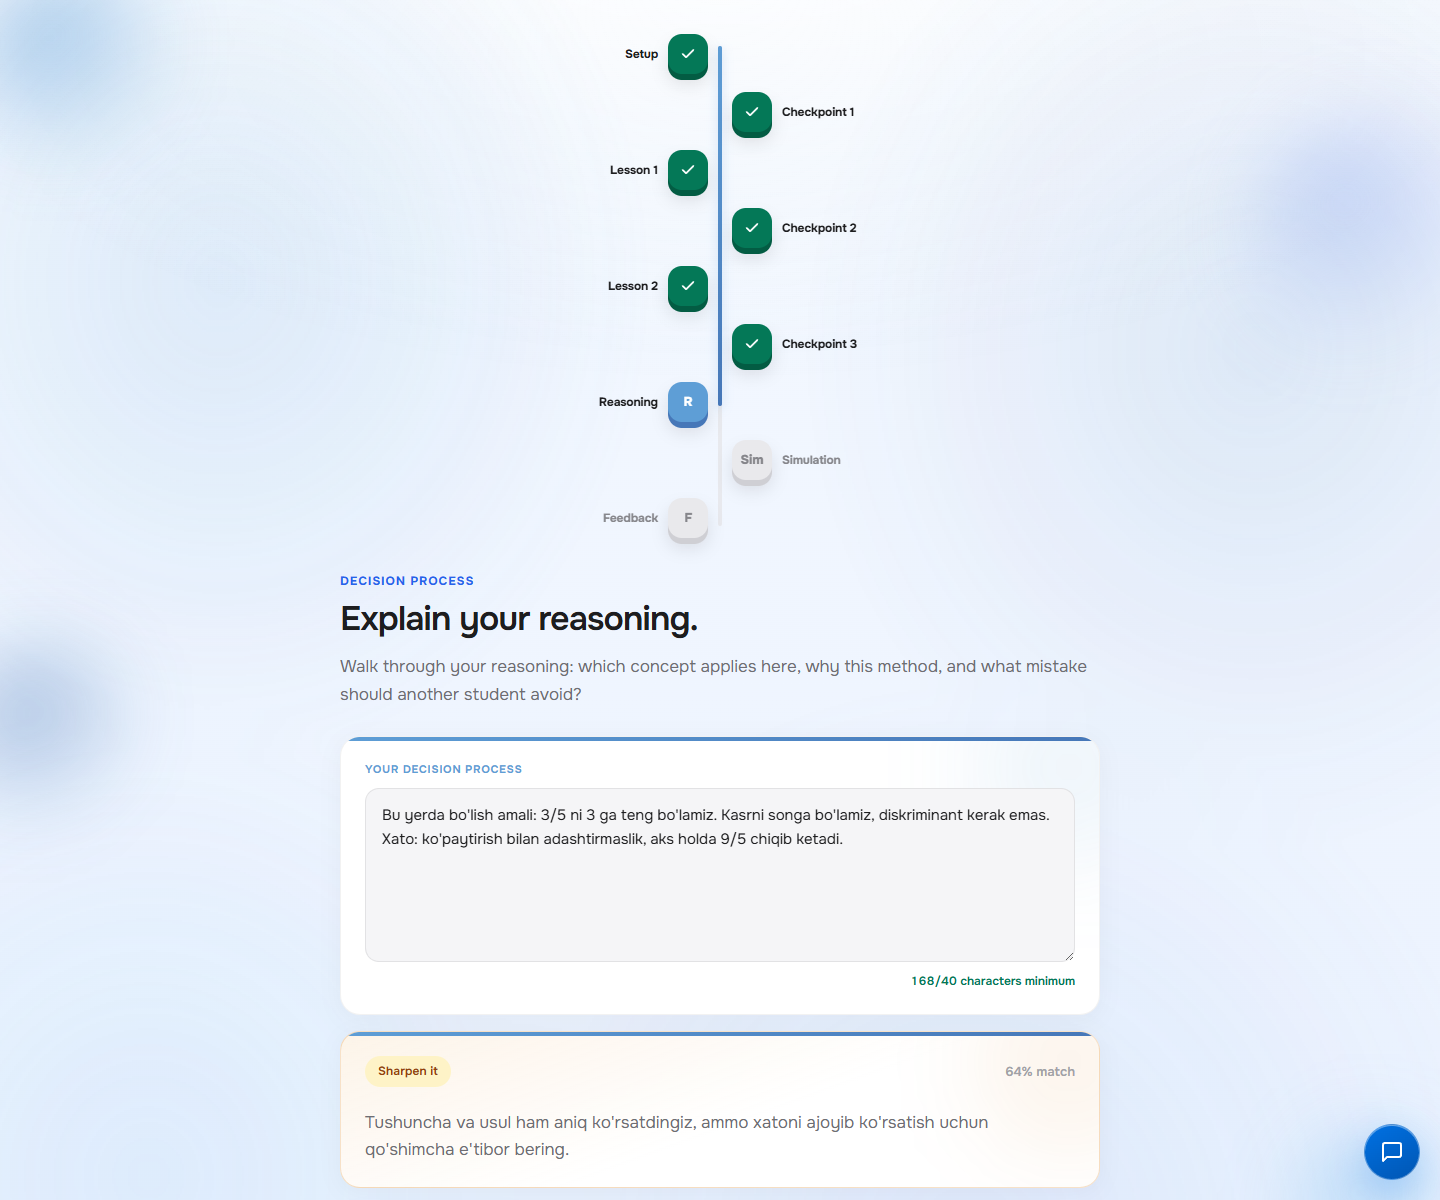 Setup
Checkpoint 1
Lesson 1
Checkpoint 2
Lesson 2
Checkpoint 3
Reasoning
R
Sim
Simulation
Feedback
F
DECISION PROCESS
Explain your reasoning.
Walk through your reasoning: which concept applies here, why this method, and what mistake
should another student avoid?
YOUR DECISION PROCESS
Bu yerda bo'lish amali: 3/5 ni 3 ga teng bo'lamiz. Kasrni songa bo'lamiz, diskriminant kerak emas.
Xato: ko'paytirish bilan adashtirmaslik, aks holda 9/5 chiqib ketadi.
168/40 characters minimum
Sharpen it
64% match
Tushuncha va usul ham aniq ko'rsatdingiz, ammo xatoni ajoyib ko'rsatish uchun
qo'shimcha e'tibor bering.